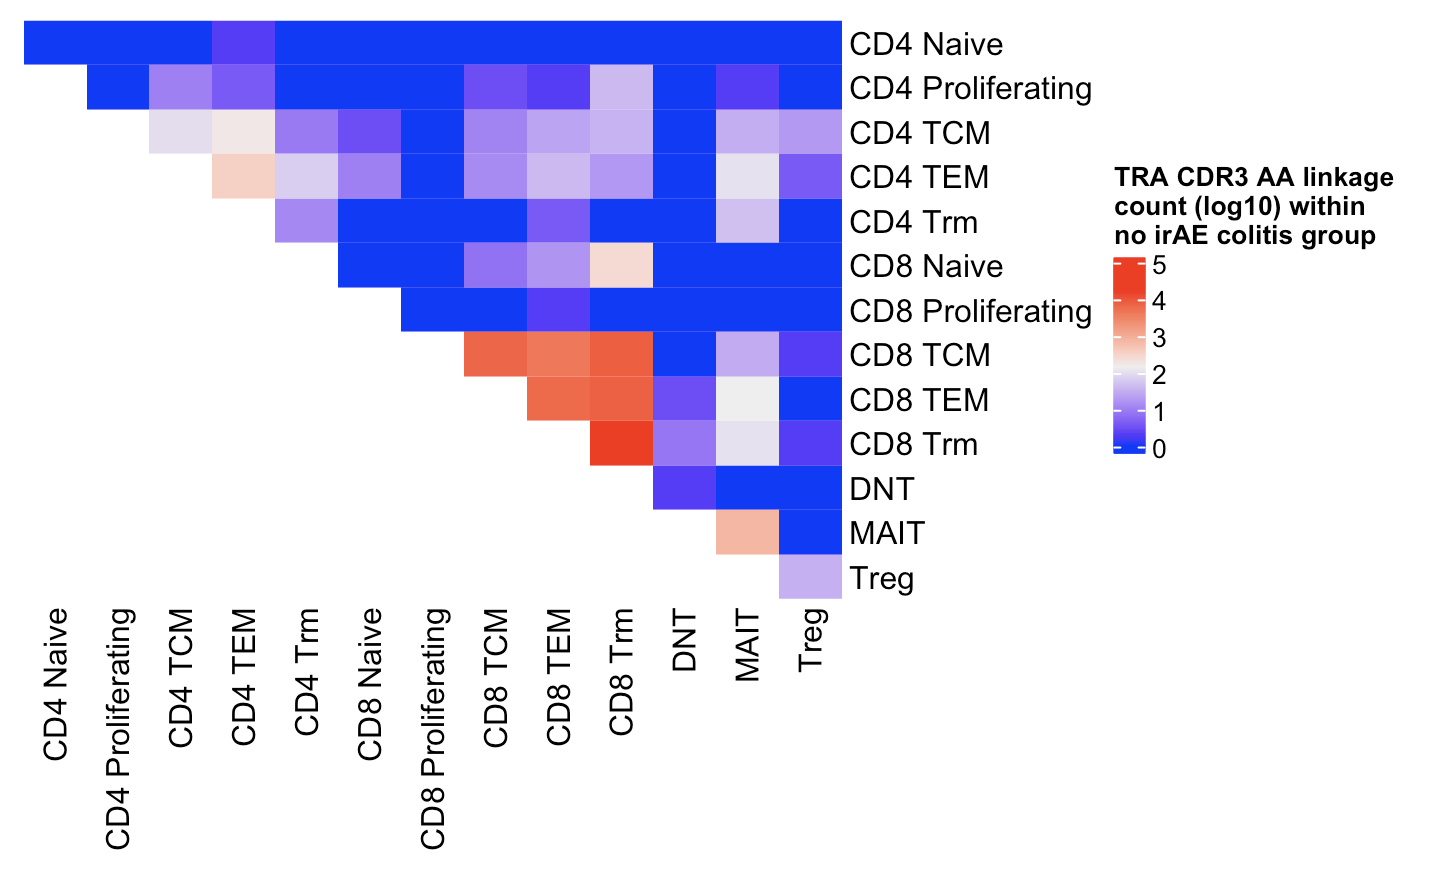 CD4 Naive
CD4 Proliferating
CD4 TCM
CD4 TEM
CD4 Trm
CD8 Naive
CD8 Proliferating
CD8 TCM
CD8 TEM
CD8 Trm
DNT
MAIT
Treg
TRA CDR3 AA linkage
count (log10) within
no irAE colitis group
5
4
3
2
1
0
CD4 Naive
CD4 Proliferating
CD4 TCM
CD4 TEM
CD4 Trm
CD8 Naive
CD8 Proliferating
CD8 TCM
CD8 TEM
CD8 Trm
DNT
MAIT
Treg